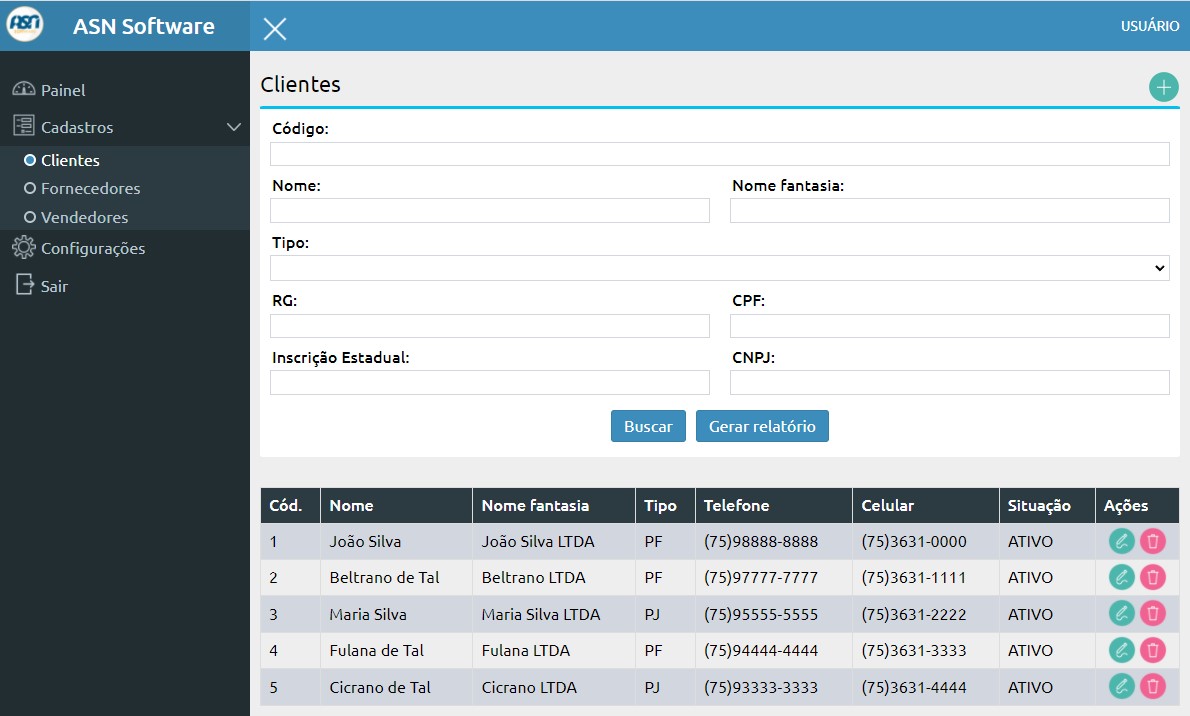 ASN ASN Software USUÁRIO
Painel
Cadastros
Clientes
Fornecedores
Vendedores
Configurações
Sair
Clientes
Código:
Nome: Nome fantasia:
Tipo:
RG: CPF:
Inscrição Estadual: CNPJ:
Buscar Gerar relatório
Cód. Nome Nome fantasia Tipo Telefone Celular Situação Ações
1 João Silva João Silva LTDA PF (75)98888-8888 (75)3631-0000 ATIVO
2 Beltrano de Tal Beltrano LTDA PF (75)97777-7777 (75)3631-1111 ATIVO
3 Maria Silva Maria Silva LTDA PJ (75)95555-5555 (75)3631-2222 ATIVO
4 Fulana de Tal Fulana LTDA PF (75)94444-4444 (75)3631-3333 ATIVO
5 Cicrano de Tal Cicrano LTDA PJ (75)93333-3333 (75)3631-4444 ATIVO